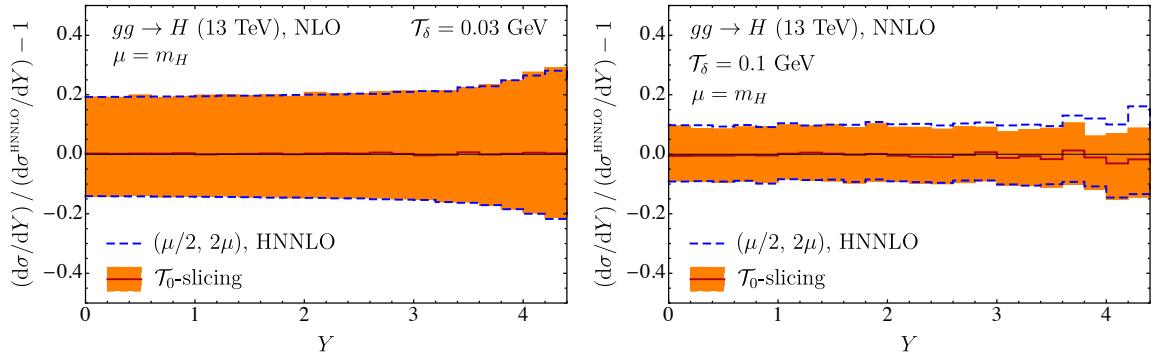 (dσ/dY) / (dσ^HNNLO/dY) − 1
0.4
0.2
0.0
−0.2
−0.4
gg → H (13 TeV), NLO
𝒯_δ = 0.03 GeV
μ = m_H
(μ/2, 2μ), HNNLO
𝒯_0-slicing
0 1 2 3 4
Y
(dσ/dY) / (dσ^HNNLO/dY) − 1
0.4
0.2
0.0
−0.2
−0.4
gg → H (13 TeV), NNLO
𝒯_δ = 0.1 GeV
μ = m_H
(μ/2, 2μ), HNNLO
𝒯_0-slicing
0 1 2 3 4
Y